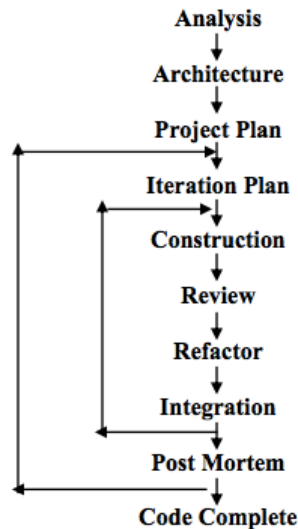 Analysis
Architecture
Project Plan
Iteration Plan
Construction
Review
Refactor
Integration
Post Mortem
Code Complete